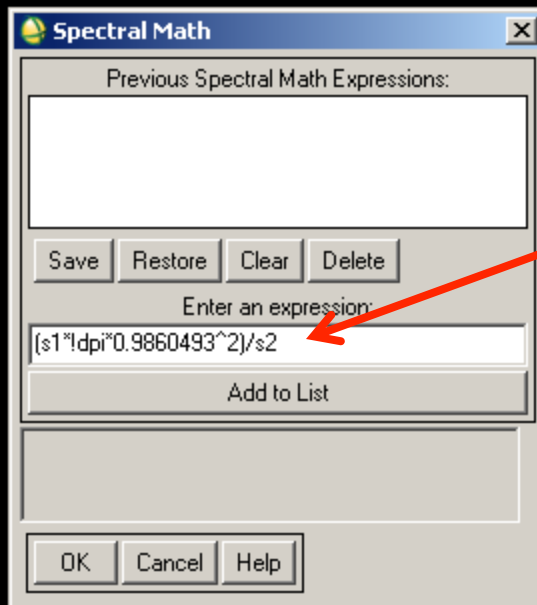 Spectral Math
Previous Spectral Math Expressions:
Save Restore Clear Delete
Enter an expression:
(s1*!dpi*0.9860493^2)/s2
Add to List
OK Cancel Help